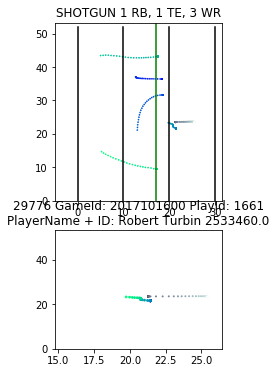 SHOTGUN 1 RB, 1 TE, 3 WR
50
40
30
20
10
0
0 10 20 30
29776 GameId: 2017101600 PlayId: 1661
PlayerName + ID: Robert Turbin 2533460.0
40
20
0
15.0 17.5 20.0 22.5 25.0